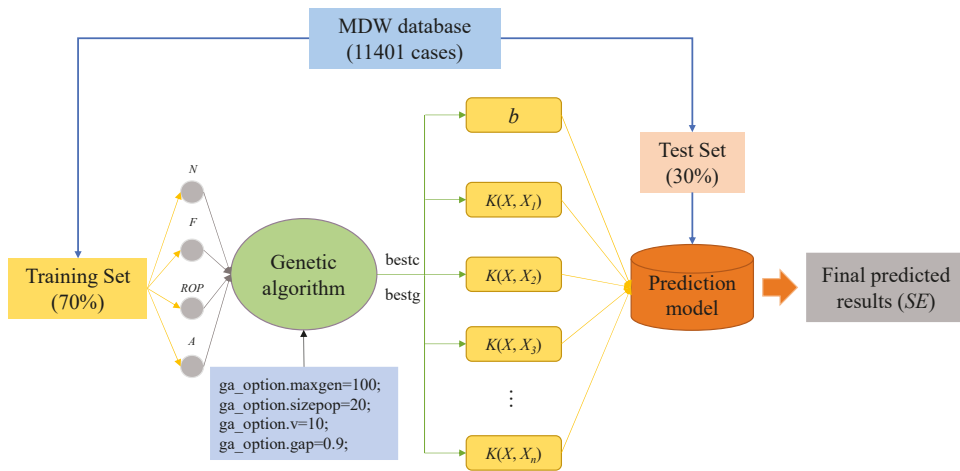 MDW database
(11401 cases)
Training Set
(70%)
N
F
ROP
A
Genetic
algorithm
ga_option.maxgen=100;
ga_option.sizepop=20;
ga_option.v=10;
ga_option.gap=0.9;
bestc
bestg
b
K(X, X₁)
K(X, X₂)
K(X, X₃)
⋮
K(X, Xₙ)
Test Set
(30%)
Prediction
model
Final predicted
results (SE)